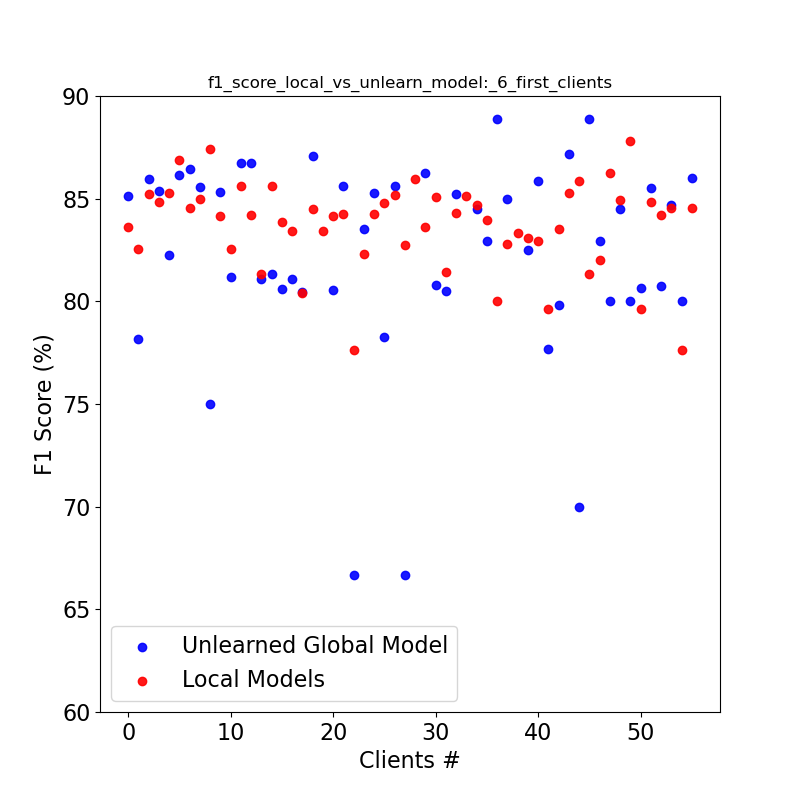 f1_score_local_vs_unlearn_model:_6_first_clients
90
85
80
75
70
65
60
F1 Score (%)
Unlearned Global Model
Local Models
0 10 20 30 40 50
Clients #